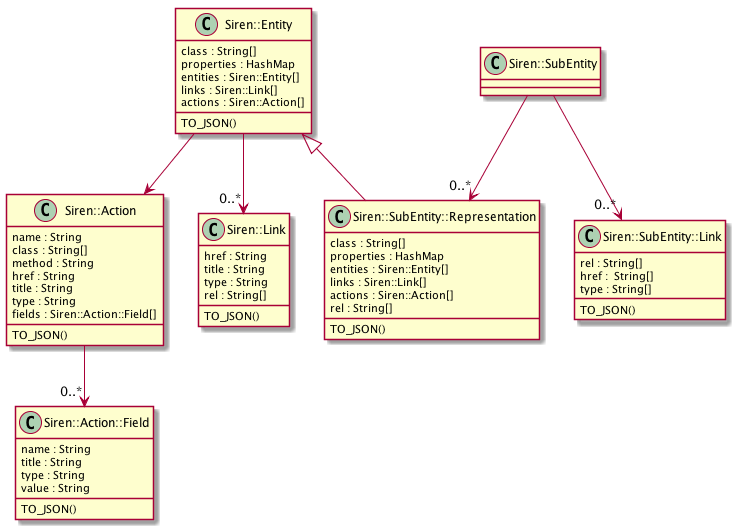 C Siren::Entity
class : String[]
properties : HashMap
entities : Siren::Entity[]
links : Siren::Link[]
actions : Siren::Action[]
TO_JSON()
C Siren::SubEntity
0..*
0..*
0..*
C Siren::Action
name : String
class : String[]
method : String
href : String
title : String
type : String
fields : Siren::Action::Field[]
TO_JSON()
C Siren::Link
href : String
title : String
type : String
rel : String[]
TO_JSON()
C Siren::SubEntity::Representation
class : String[]
properties : HashMap
entities : Siren::Entity[]
links : Siren::Link[]
actions : Siren::Action[]
rel : String[]
TO_JSON()
C Siren::SubEntity::Link
rel : String[]
href :  String[]
type : String[]
TO_JSON()
0..*
C Siren::Action::Field
name : String
title : String
type : String
value : String
TO_JSON()